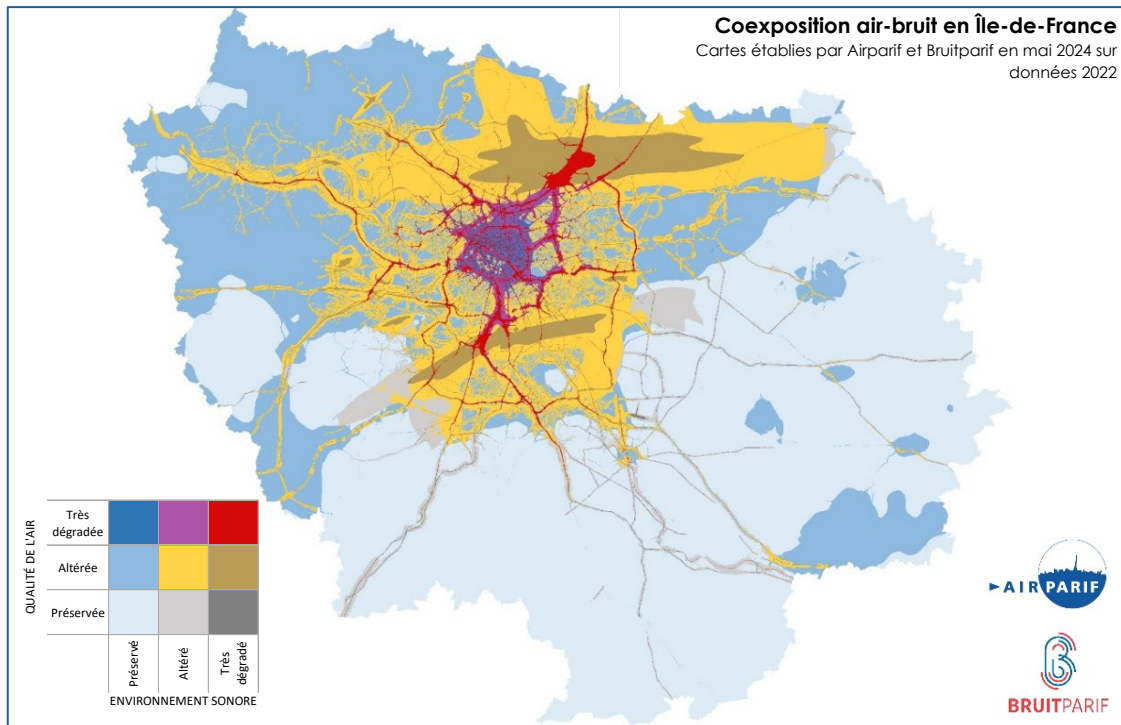 Coexposition air-bruit en Île-de-France
Cartes établies par Airparif et Bruitparif en mai 2024 sur
données 2022
QUALITÉ DE L'AIR
Très
dégradée
Altérée
Préservée
Préservé
Altéré
Très
dégradé
ENVIRONNEMENT SONORE
AIRPARIF
BRUITPARIF